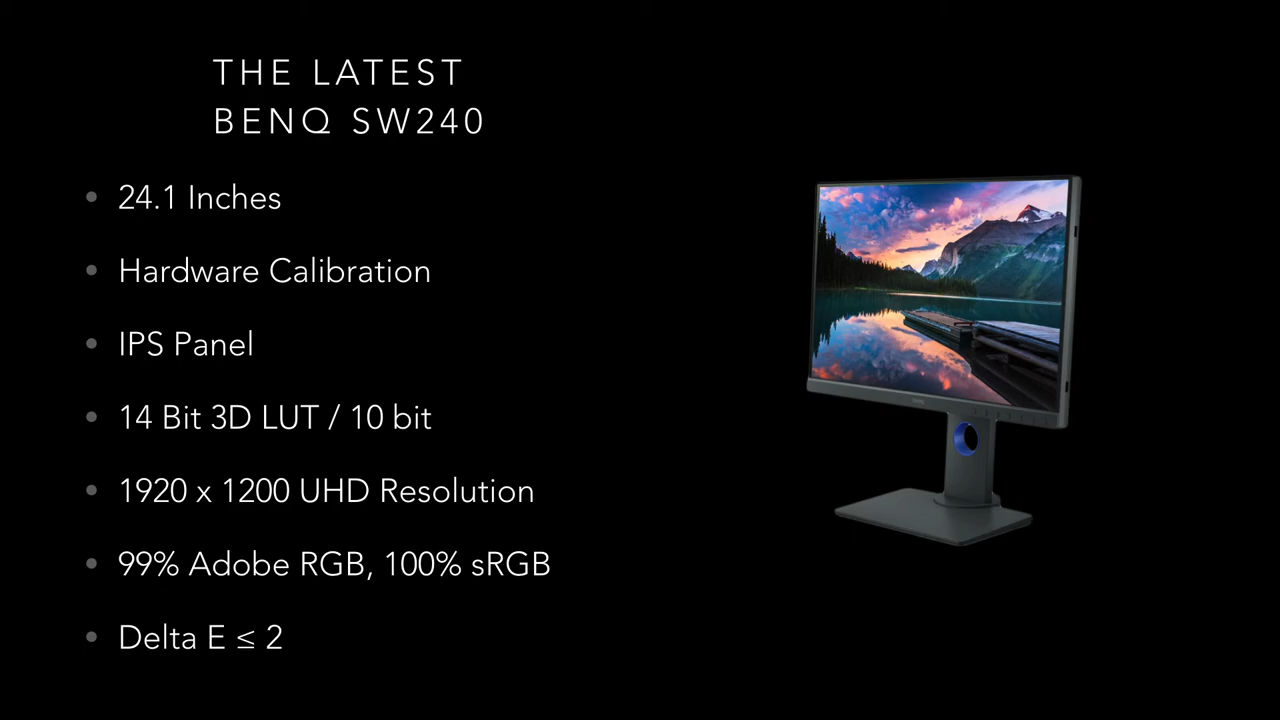 THE LATEST
BENQ SW240
• 24.1 Inches
• Hardware Calibration
• IPS Panel
• 14 Bit 3D LUT / 10 bit
• 1920 x 1200 UHD Resolution
• 99% Adobe RGB, 100% sRGB
• Delta E ≤ 2